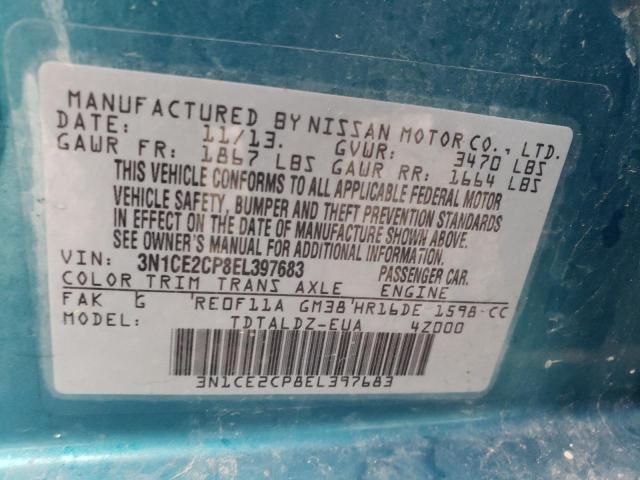 MANUFACTURED BY NISSAN MOTOR CO., LTD.
DATE: 11/13. GVWR: 3470 LBS
GAWR FR: 1867 LBS GAWR RR: 1664 LBS
THIS VEHICLE CONFORMS TO ALL APPLICABLE FEDERAL MOTOR
VEHICLE SAFETY, BUMPER AND THEFT PREVENTION STANDARDS
IN EFFECT ON THE DATE OF MANUFACTURE SHOWN ABOVE.
SEE OWNER'S MANUAL FOR ADDITIONAL INFORMATION.
VIN: 3N1CE2CP8EL397683 PASSENGER CAR.
COLOR TRIM TRANS AXLE ENGINE
FAK G RE0F11A GM38 HR16DE 1598-CC
MODEL: TDTALDZ-EUA 4Z000
3N1CE2CP8EL397683